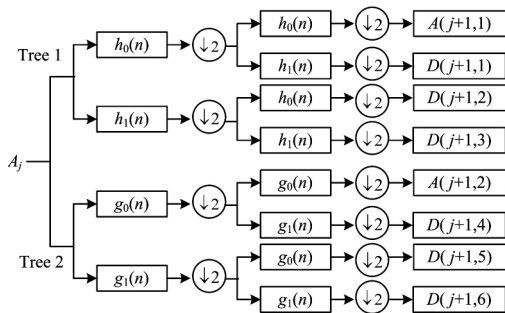 h₀(n) ↓2 A(j+1,1)
Tree 1 h₀(n) ↓2
h₁(n) ↓2 D(j+1,1)
h₀(n) ↓2 D(j+1,2)
h₁(n) ↓2
h₁(n) ↓2 D(j+1,3)
Aⱼ
g₀(n) ↓2 A(j+1,2)
g₀(n) ↓2
g₁(n) ↓2 D(j+1,4)
Tree 2
g₀(n) ↓2 D(j+1,5)
g₁(n) ↓2
g₁(n) ↓2 D(j+1,6)